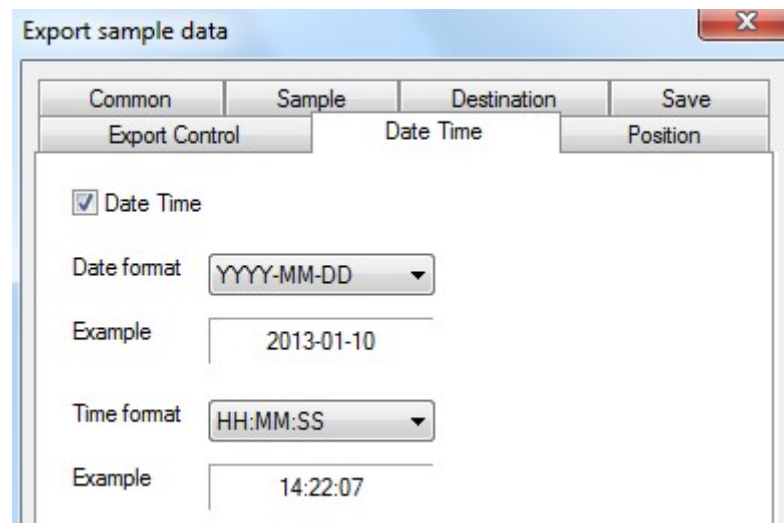 Export sample data
Common Sample Destination Save
Export Control Date Time Position
Date Time
Date format YYYY-MM-DD
Example 2013-01-10
Time format HH:MM:SS
Example 14:22:07